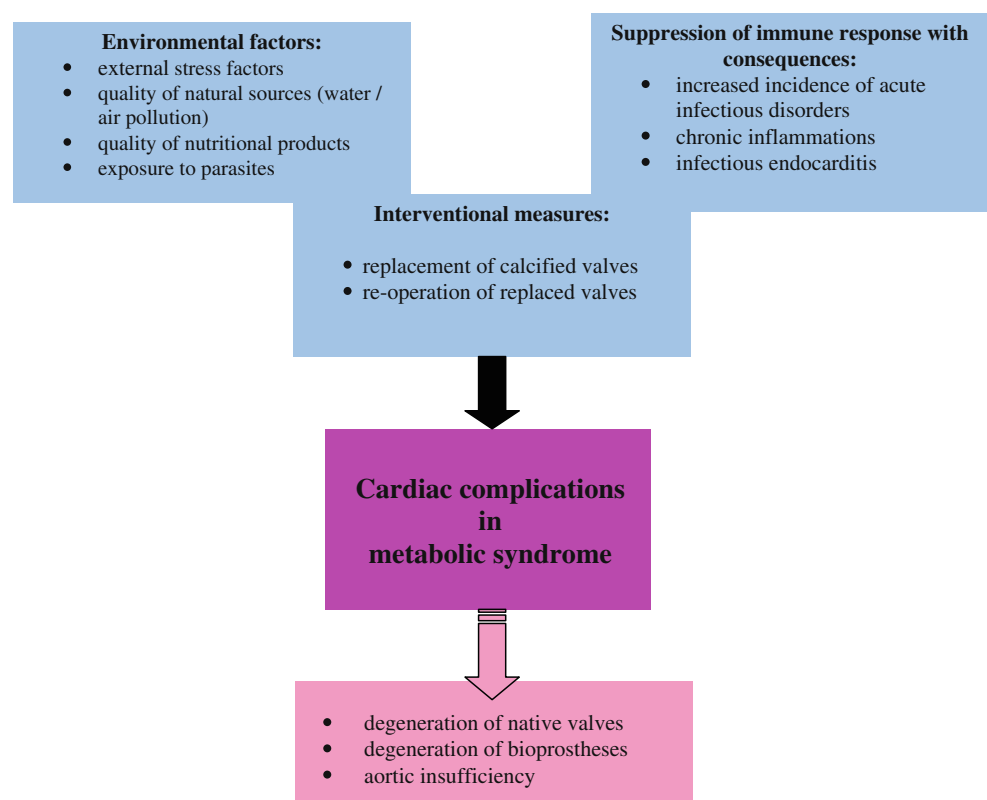 Environmental factors:
• external stress factors
• quality of natural sources (water /
air pollution)
• quality of nutritional products
• exposure to parasites
Suppression of immune response with
consequences:
• increased incidence of acute
infectious disorders
• chronic inflammations
• infectious endocarditis
Interventional measures:
• replacement of calcified valves
• re-operation of replaced valves
Cardiac complications
in
metabolic syndrome
• degeneration of native valves
• degeneration of bioprostheses
• aortic insufficiency